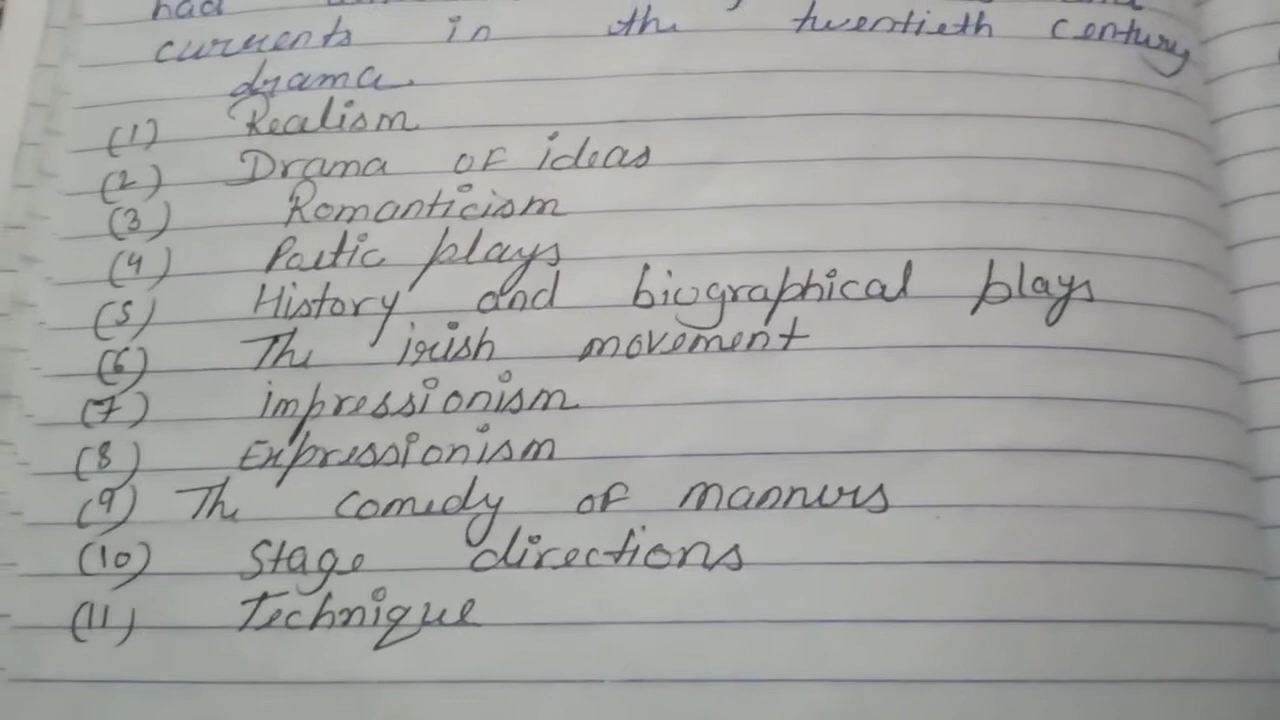 had
currents in the twentieth century
drama.
(1) Realism
(2) Drama of ideas
(3) Romanticism
(4) Poetic plays
(5) History and biographical plays
(6) The irish movement
(7) impressionism
(8) Expressionism
(9) The comedy of manners
(10) Stage directions
(11) Technique